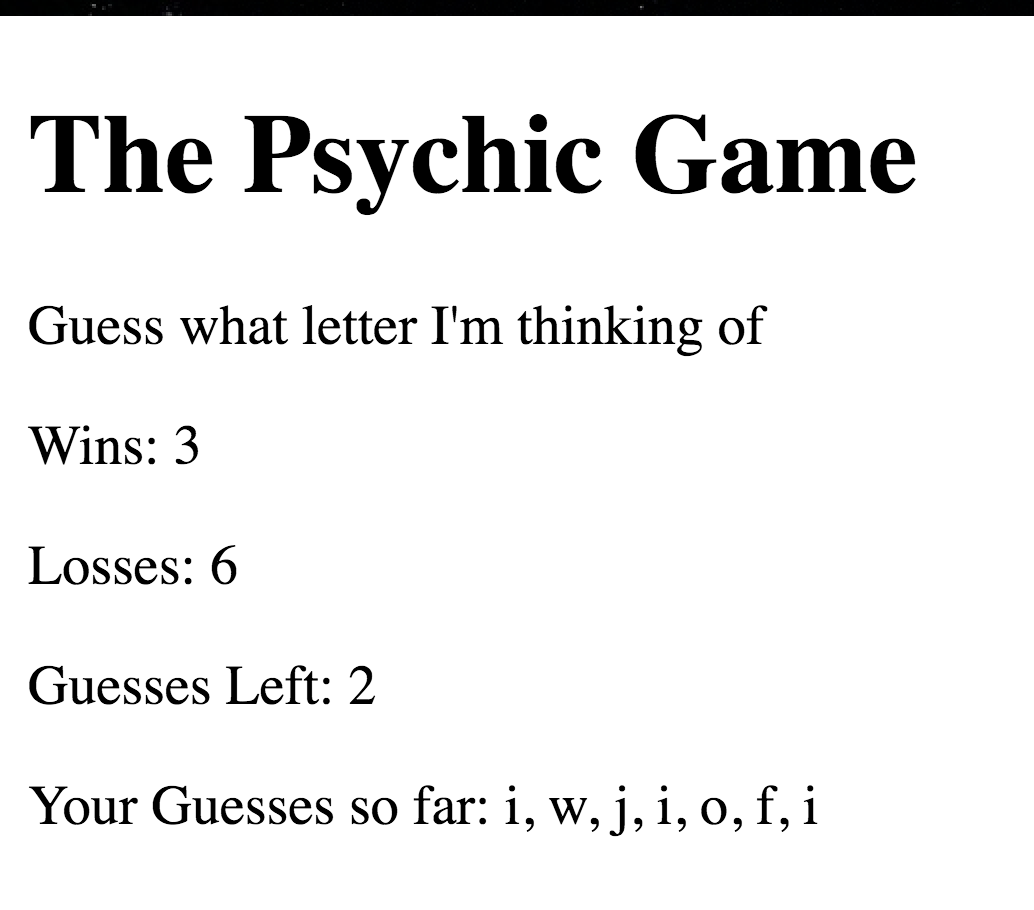 The Psychic Game
Guess what letter I'm thinking of
Wins: 3
Losses: 6
Guesses Left: 2
Your Guesses so far: i, w, j, i, o, f, i